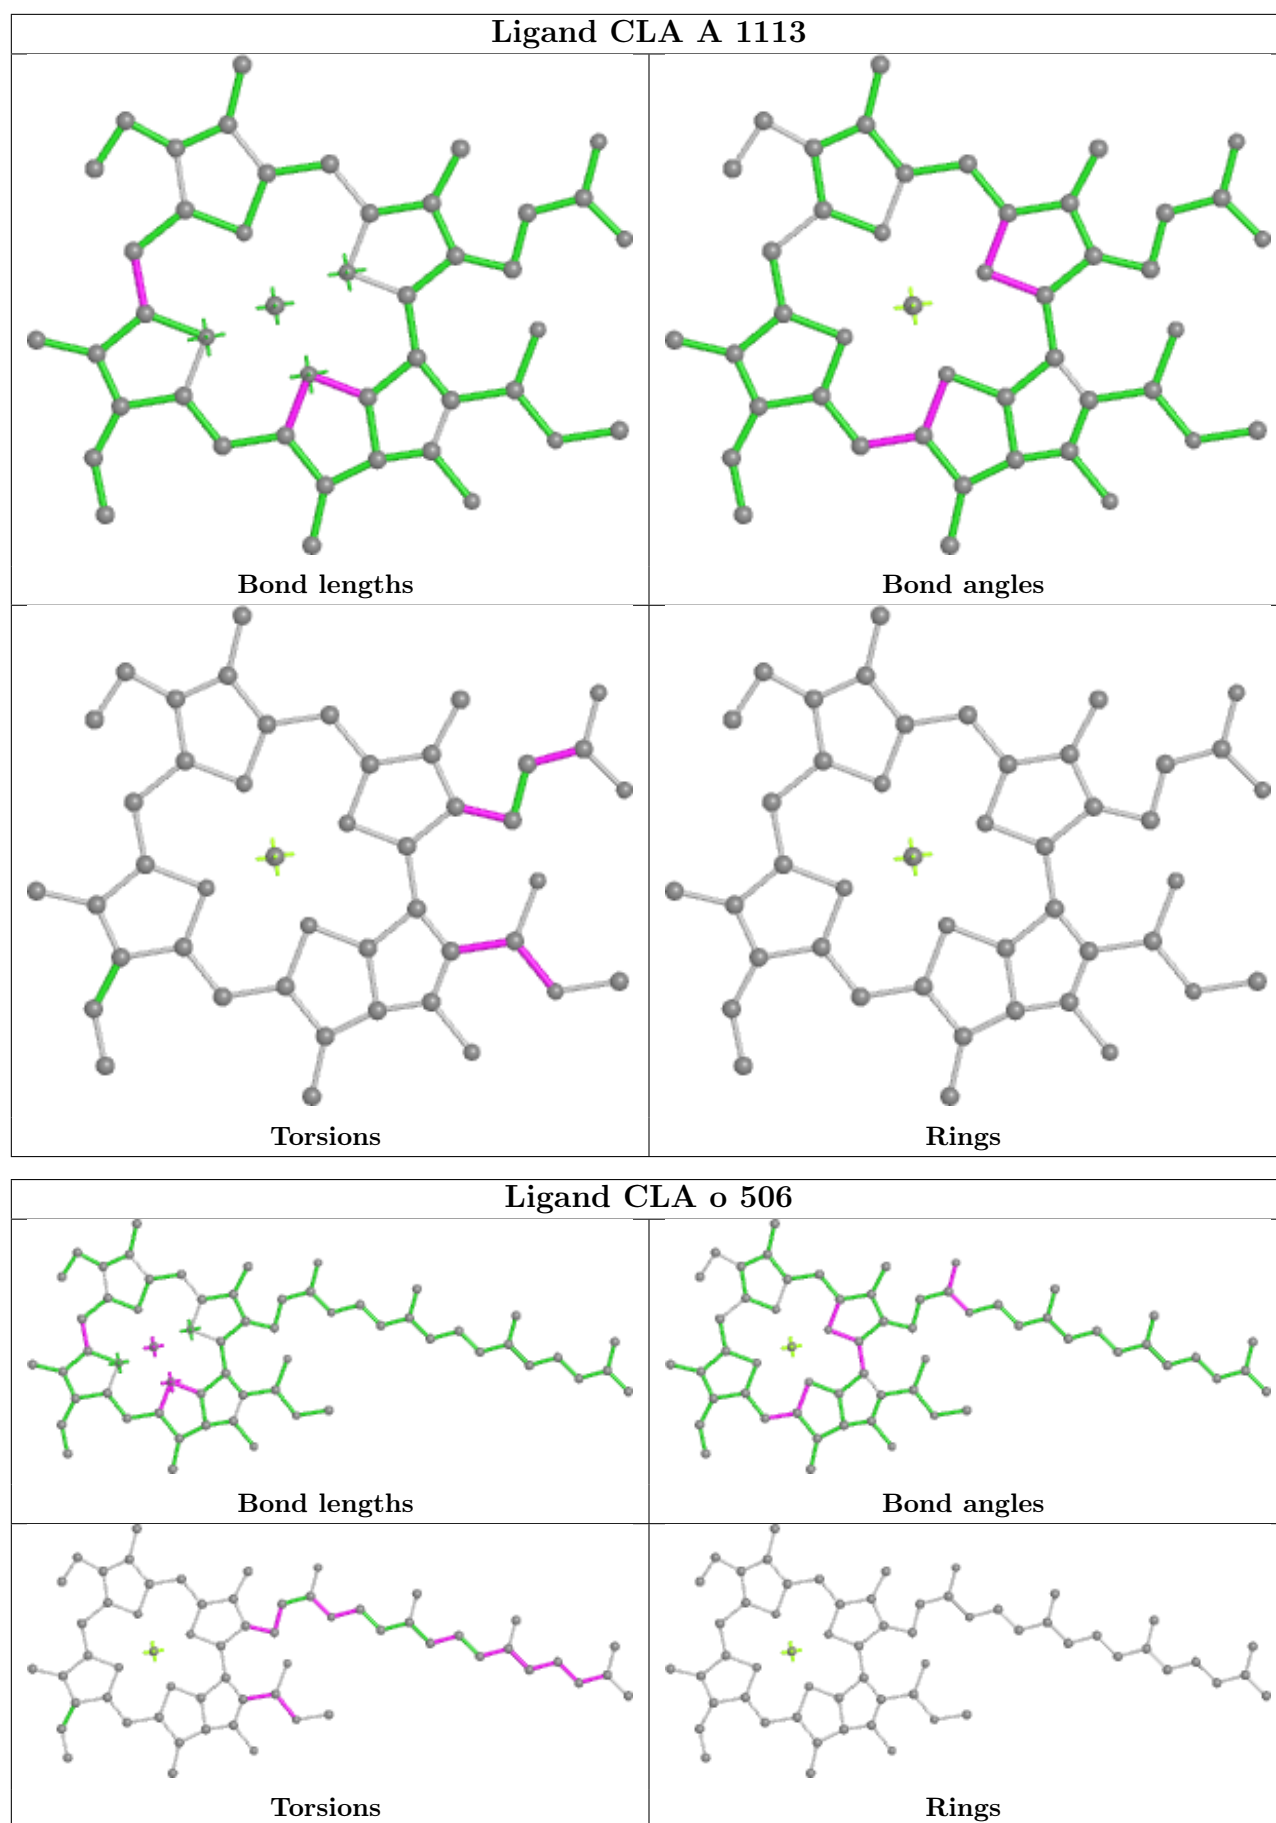 Ligand CLA A 1113
Bond lengths
Bond angles
Torsions
Rings
Ligand CLA o 506
Bond lengths
Bond angles
Torsions
Rings